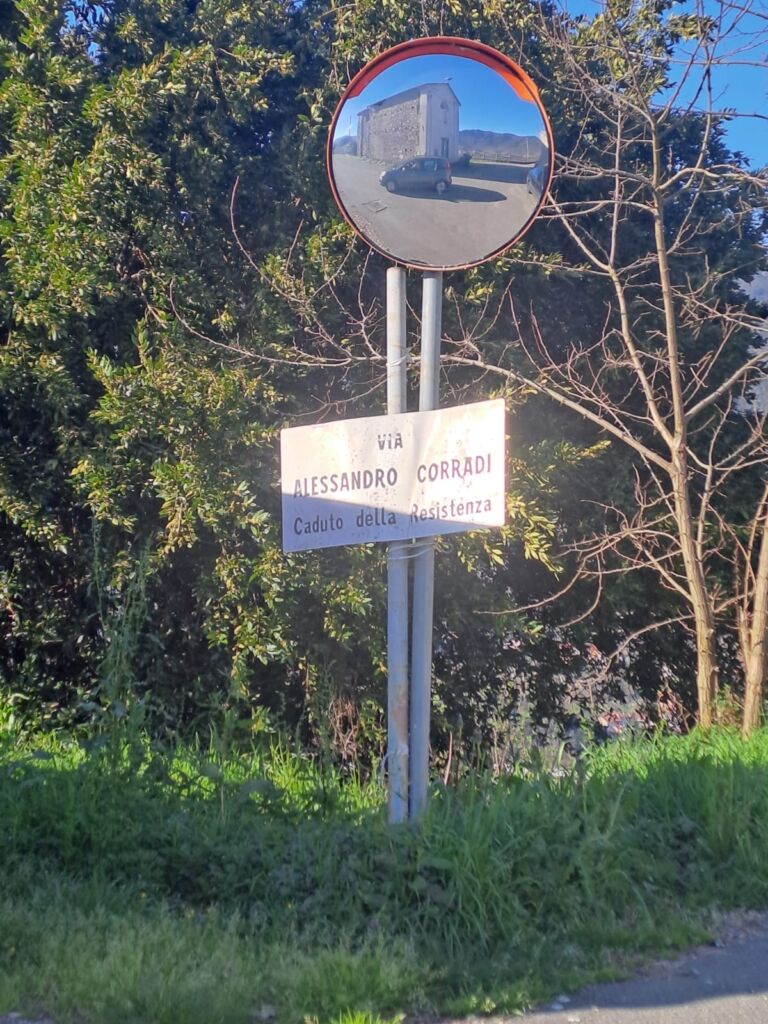 VIA
ALESSANDRO CORRADI
Caduto della Resistenza